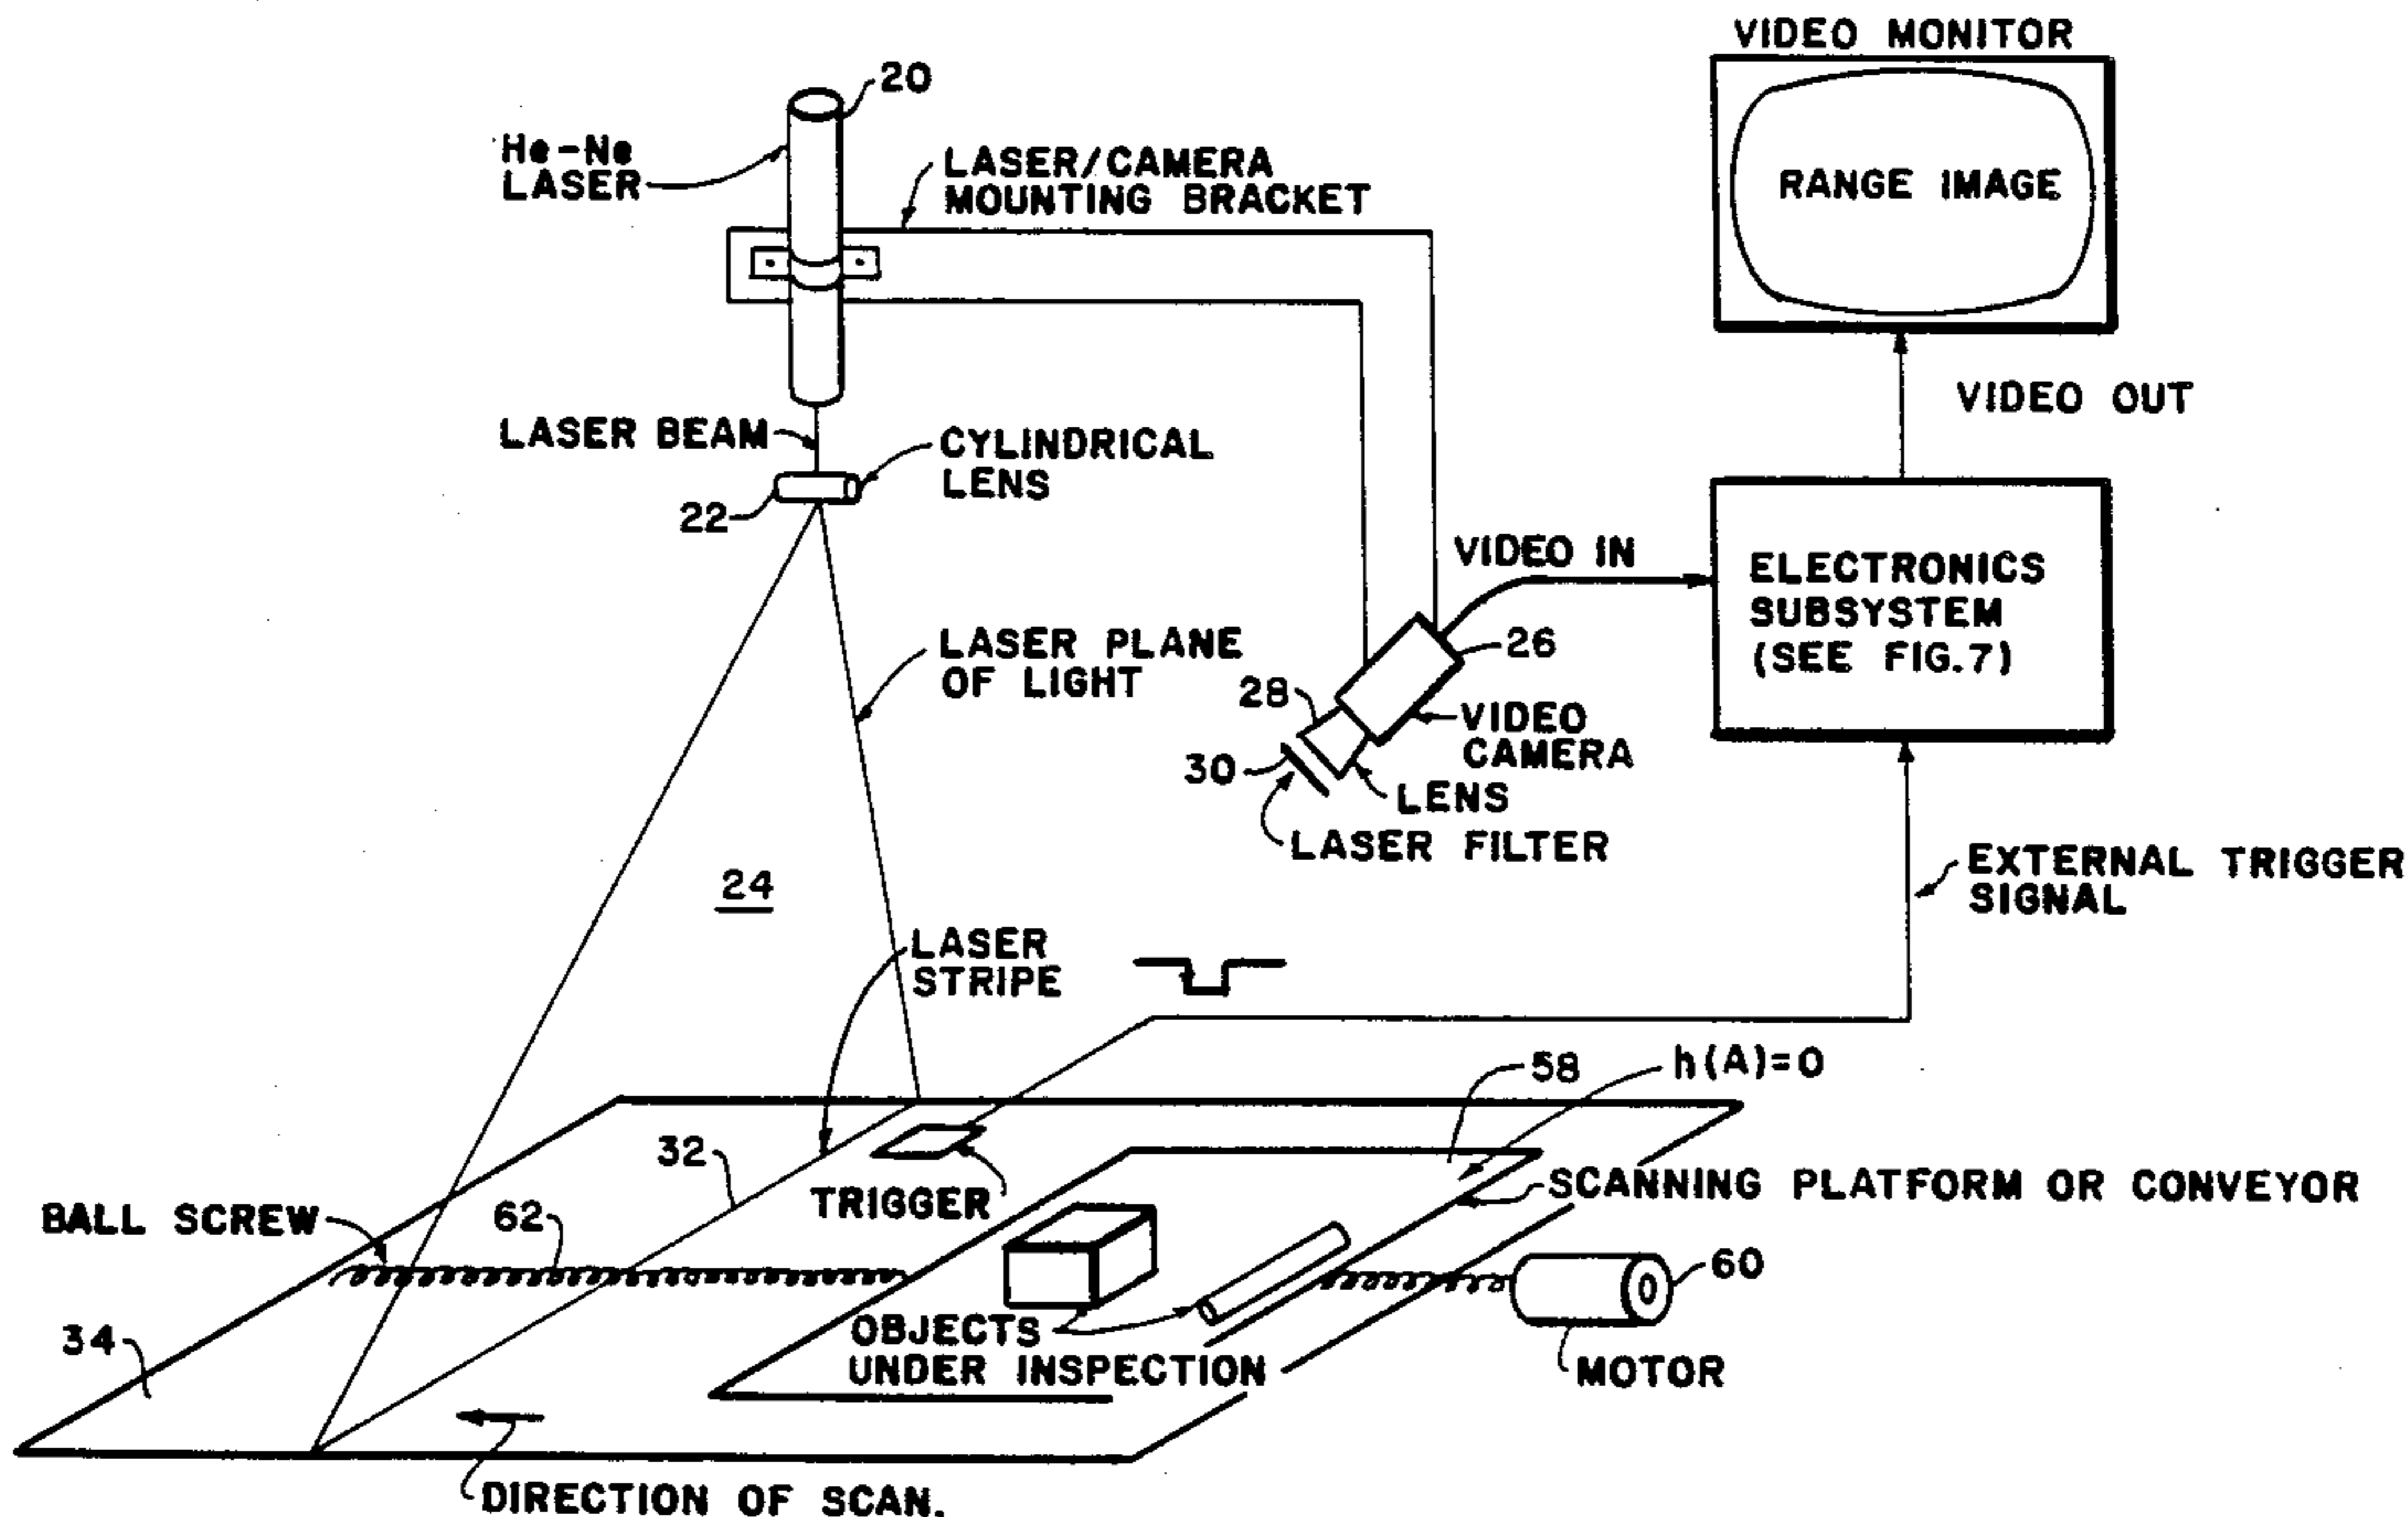 VIDEO MONITOR
RANGE IMAGE
20
He-Ne
LASER
LASER/CAMERA
MOUNTING BRACKET
VIDEO OUT
LASER BEAM
CYLINDRICAL
LENS
22
VIDEO IN
ELECTRONICS
SUBSYSTEM
(SEE FIG.7)
LASER PLANE
OF LIGHT
26
28
VIDEO
CAMERA
30
LENS
LASER FILTER
24
EXTERNAL TRIGGER
SIGNAL
LASER
STRIPE
58
h(A)=0
32
TRIGGER
SCANNING PLATFORM OR CONVEYOR
BALL SCREW
62
60
34
OBJECTS
UNDER INSPECTION
MOTOR
DIRECTION OF SCAN.